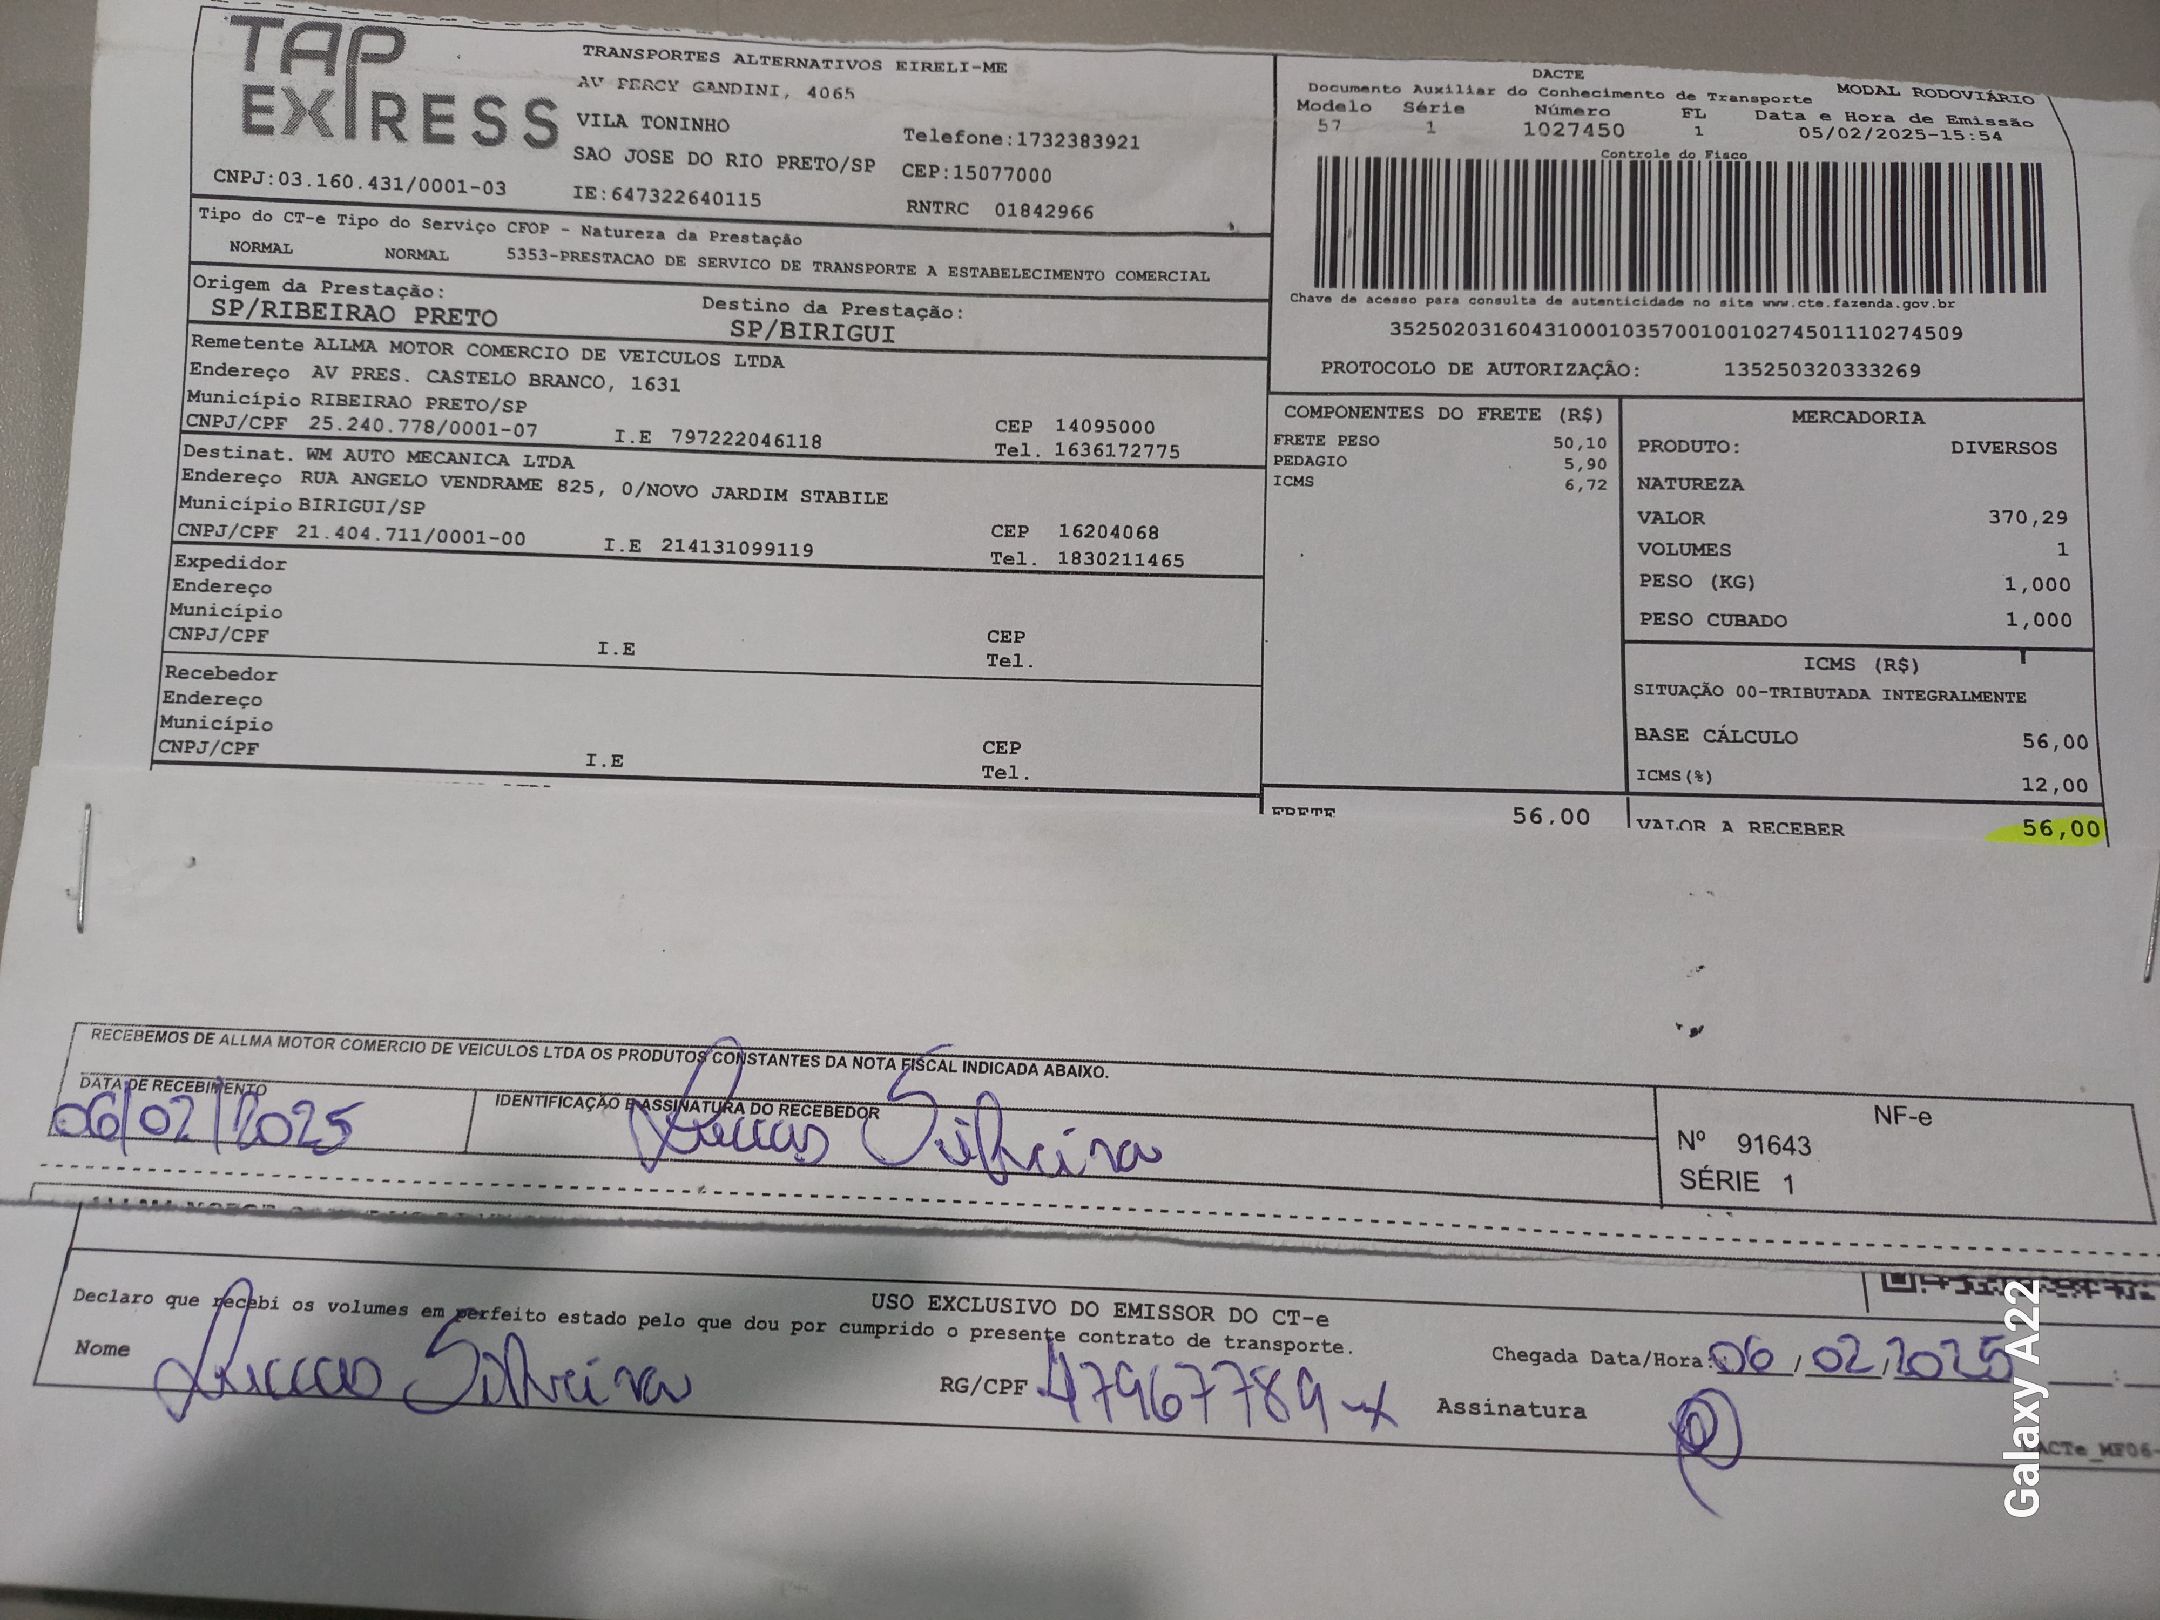 TAP EXPRESS
TRANSPORTES ALTERNATIVOS EIRELI-ME
AV PERCY GANDINI, 4065
VILA TONINHO
Telefone:1732383921
SAO JOSE DO RIO PRETO/SP CEP:15077000
CNPJ:03.160.431/0001-03 IE:647322640115 RNTRC 01842966
DACTE
Documento Auxiliar do Conhecimento de Transporte MODAL RODOVIÁRIO
Modelo Série Número FL Data e Hora de Emissão
57 1 1027450 1 05/02/2025-15:54
Controle do Fisco
Chave de acesso para consulta de autenticidade no site www.cte.fazenda.gov.br
35250203160431000103570010010274501110274509
PROTOCOLO DE AUTORIZAÇÃO: 135250320333269
Tipo do CT-e Tipo do Serviço CFOP - Natureza da Prestação
NORMAL NORMAL 5353-PRESTACAO DE SERVICO DE TRANSPORTE A ESTABELECIMENTO COMERCIAL
Origem da Prestação: Destino da Prestação:
SP/RIBEIRAO PRETO SP/BIRIGUI
Remetente ALLMA MOTOR COMERCIO DE VEICULOS LTDA
Endereço AV PRES. CASTELO BRANCO, 1631
Município RIBEIRAO PRETO/SP CEP 14095000
CNPJ/CPF 25.240.778/0001-07 I.E 797222046118 Tel. 1636172775
Destinat. WM AUTO MECANICA LTDA
Endereço RUA ANGELO VENDRAME 825, 0/NOVO JARDIM STABILE
Município BIRIGUI/SP CEP 16204068
CNPJ/CPF 21.404.711/0001-00 I.E 214131099119 Tel. 1830211465
Expedidor
Endereço
Município CEP
CNPJ/CPF I.E Tel.
Recebedor
Endereço
Município CEP
CNPJ/CPF I.E Tel.
COMPONENTES DO FRETE (R$)
FRETE PESO 50,10
PEDAGIO 5,90
ICMS 6,72
FRETE 56,00
MERCADORIA
PRODUTO: DIVERSOS
NATUREZA
VALOR 370,29
VOLUMES 1
PESO (KG) 1,000
PESO CUBADO 1,000
ICMS (R$)
SITUAÇÃO 00-TRIBUTADA INTEGRALMENTE
BASE CÁLCULO 56,00
ICMS(%) 12,00
VALOR A RECEBER 56,00
RECEBEMOS DE ALLMA MOTOR COMERCIO DE VEICULOS LTDA OS PRODUTOS CONSTANTES DA NOTA FISCAL INDICADA ABAIXO.
DATA DE RECEBIMENTO IDENTIFICAÇÃO E ASSINATURA DO RECEBEDOR
06/02/2025 Luccas Silveira
NF-e
Nº 91643
SÉRIE 1
USO EXCLUSIVO DO EMISSOR DO CT-e
Declaro que recebi os volumes em perfeito estado pelo que dou por cumprido o presente contrato de transporte.
Nome Luccas Silveira RG/CPF 47967789-x
Chegada Data/Hora: 06/02/2025
Assinatura
Galaxy A22